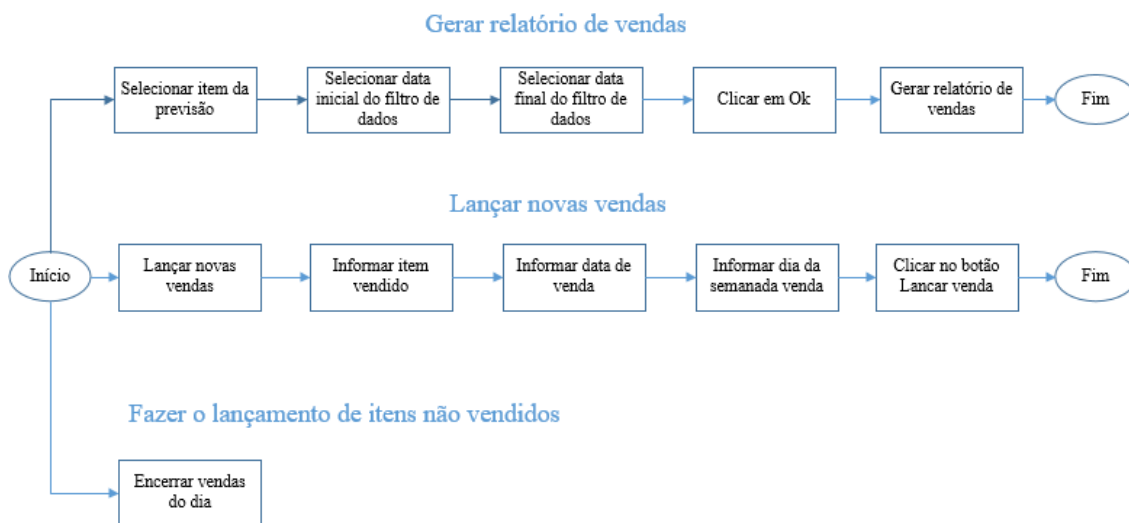 Gerar relatório de vendas
Selecionar item da
previsão
Selecionar data
inicial do filtro de
dados
Selecionar data
final do filtro de
dados
Clicar em Ok
Gerar relatório de
vendas
Fim
Lançar novas vendas
Início
Lançar novas
vendas
Informar item
vendido
Informar data de
venda
Informar dia da
semanada venda
Clicar no botão
Lancar venda
Fim
Fazer o lançamento de itens não vendidos
Encerrar vendas
do dia